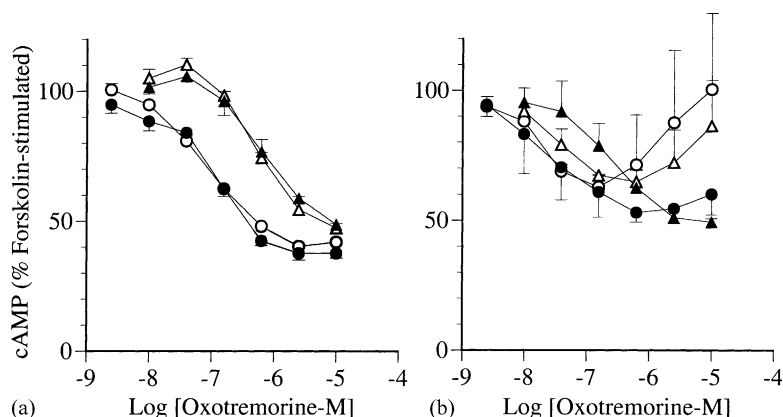 cAMP (% Forskolin-stimulated)
100
50
0
-9 -8 -7 -6 -5 -4
(a) Log [Oxotremorine-M]
100
50
0
-9 -8 -7 -6 -5 -4
(b) Log [Oxotremorine-M]